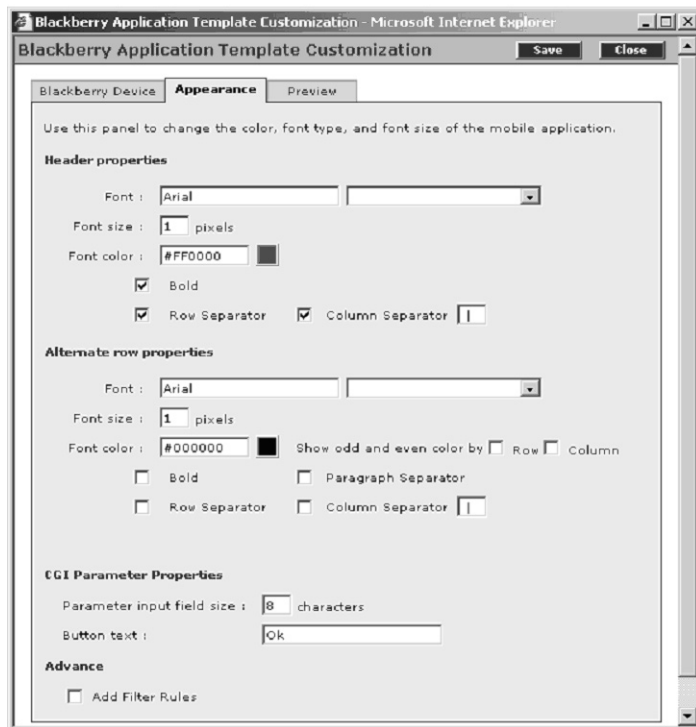 Blackberry Application Template Customization - Microsoft Internet Explorer
Blackberry Application Template Customization Save Close
Blackberry Device Appearance Preview
Use this panel to change the color, font type, and font size of the mobile application.
Header properties
Font : Arial
Font size : 1 pixels
Font color : #FF0000
Bold
Row Separator Column Separator |
Alternate row properties
Font : Arial
Font size : 1 pixels
Font color : #000000 Show odd and even color by Row Column
Bold Paragraph Separator
Row Separator Column Separator |
CGI Parameter Properties
Parameter input field size : 8 characters
Button text : Ok
Advance
Add Filter Rules